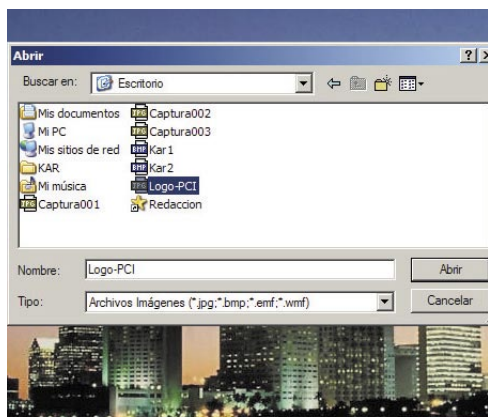 Abrir
Buscar en: Escritorio
Mis documentos Captura002
Mi PC Captura003
Mis sitios de red Kar1
KAR Kar2
Mi música Logo-PCI
Captura001 Redaccion
Nombre: Logo-PCI Abrir
Tipo: Archivos Imágenes (*.jpg;*.bmp;*.emf;*.wmf) Cancelar